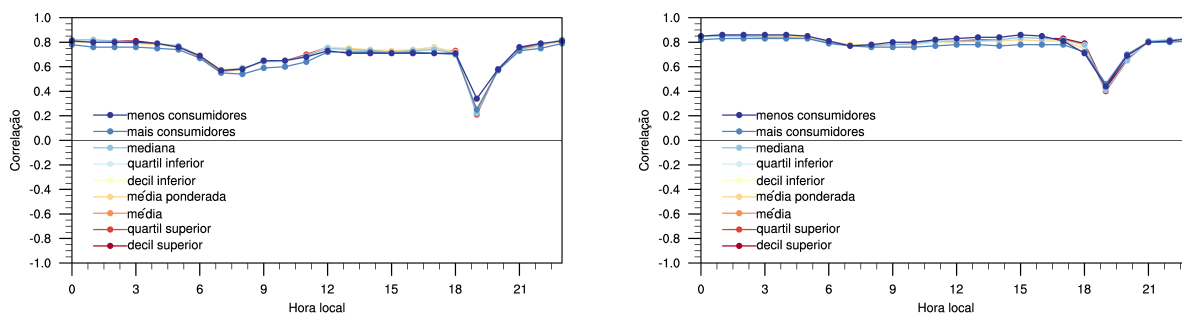 1.0
0.8
0.6
0.4
0.2
0.0
-0.2
-0.4
-0.6
-0.8
-1.0
Correlação
menos consumidores
mais consumidores
mediana
quartil inferior
decil inferior
média ponderada
média
quartil superior
decil superior
0 3 6 9 12 15 18 21
Hora local
1.0
0.8
0.6
0.4
0.2
0.0
-0.2
-0.4
-0.6
-0.8
-1.0
Correlação
menos consumidores
mais consumidores
mediana
quartil inferior
decil inferior
média ponderada
média
quartil superior
decil superior
0 3 6 9 12 15 18 21
Hora local